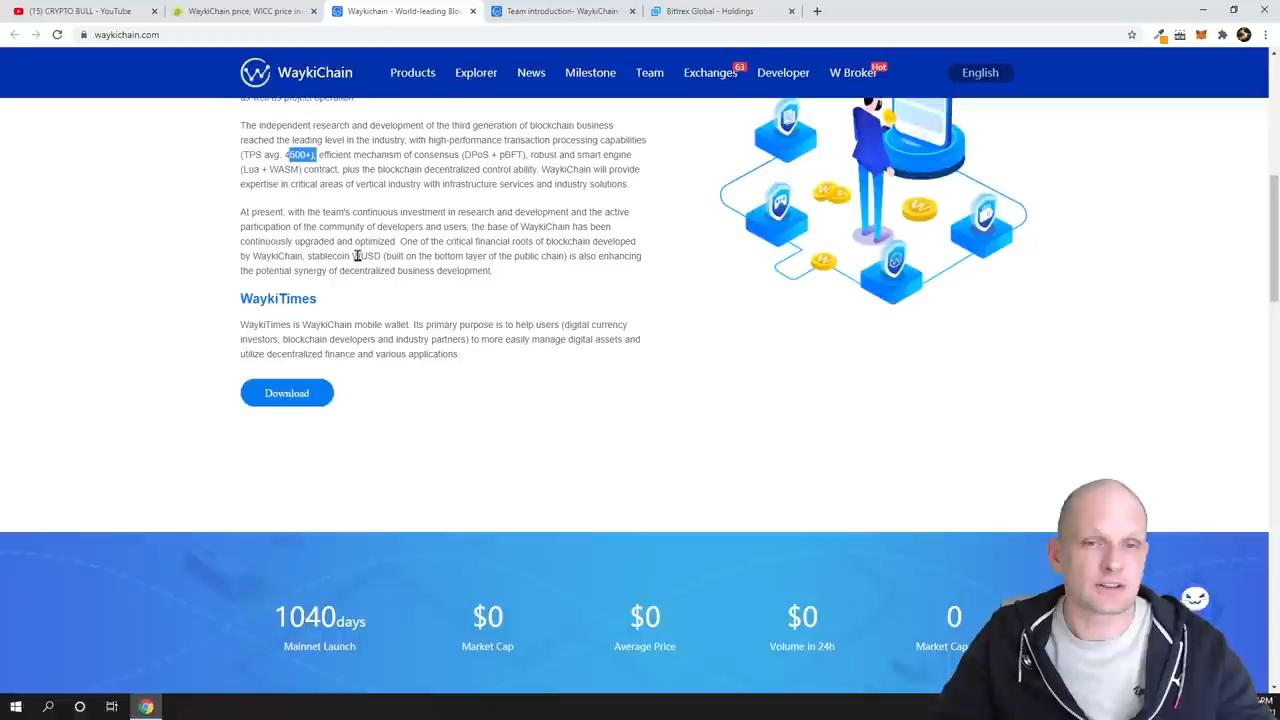 (15) CRYPTO BULL - YouTube
WaykiChain price, WICC price in
Waykichain - World-leading Blo
Team introduction- WaykiChain
Bittrex Global - Holdings
waykichain.com
WaykiChain
Products
Explorer
News
Milestone
Team
Exchanges
63
Developer
W Broker
Hot
English
as well as project operation.
The independent research and development of the third generation of blockchain business
reached the leading level in the industry, with high-performance transaction processing capabilities
(TPS avg. 4500+), efficient mechanism of consensus (DPoS + pBFT), robust and smart engine
(Lua + WASM) contract, plus the blockchain decentralized control ability. WaykiChain will provide
expertise in critical areas of vertical industry with infrastructure services and industry solutions.
At present, with the team's continuous investment in research and development and the active
participation of the community of developers and users, the base of WaykiChain has been
continuously upgraded and optimized. One of the critical financial roots of blockchain developed
by WaykiChain, stablecoin WUSD (built on the bottom layer of the public chain) is also enhancing
the potential synergy of decentralized business development.
WaykiTimes
WaykiTimes is WaykiChain mobile wallet. Its primary purpose is to help users (digital currency
investors, blockchain developers and industry partners) to more easily manage digital assets and
utilize decentralized finance and various applications.
Download
1040days
$0
$0
$0
0
Mainnet Launch
Market Cap
Average Price
Volume in 24h
Market Cap